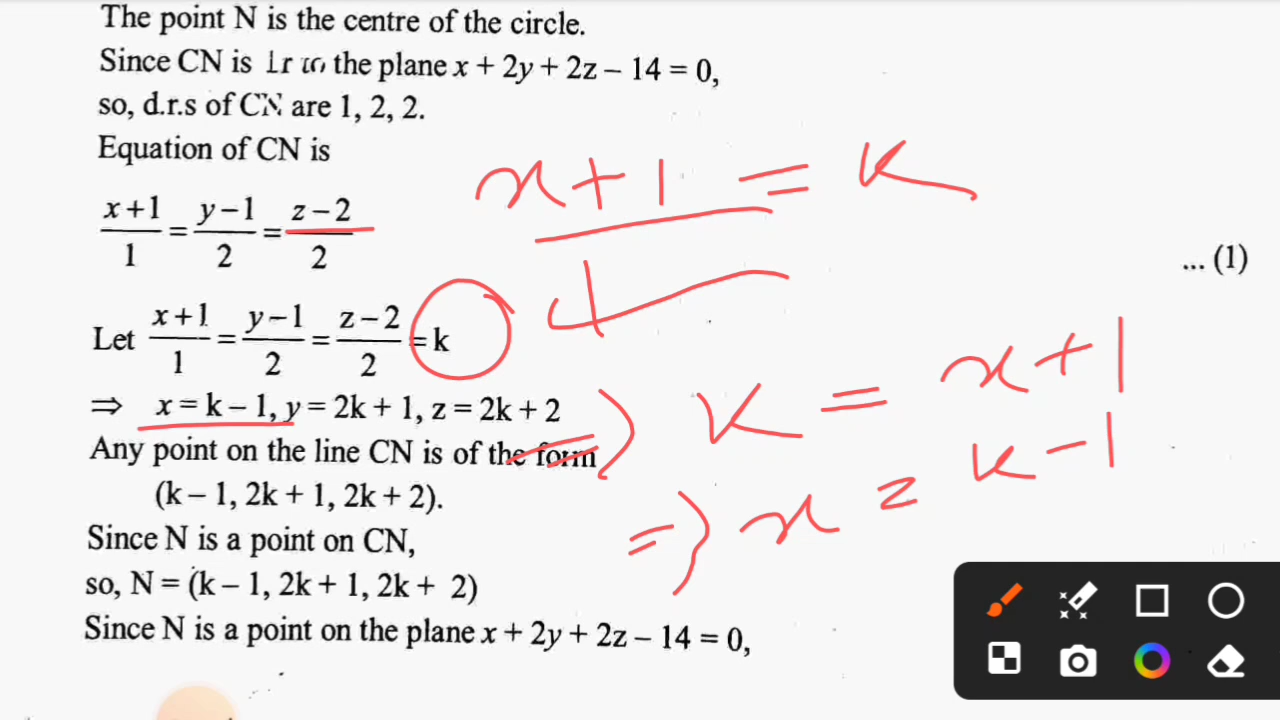 The point N is the centre of the circle.
Since CN is ⊥r to the plane x + 2y + 2z – 14 = 0,
so, d.r.s of CN are 1, 2, 2.
Equation of CN is
x+1 = K
(x+1)/1 = (y–1)/2 = (z–2)/2 ... (1)
Let (x+1)/1 = (y–1)/2 = (z–2)/2 = k
K = x+1
⇒ x = k – 1, y = 2k + 1, z = 2k + 2
Any point on the line CN is of the form
(k – 1, 2k + 1, 2k + 2).
⇒ x = k – 1
Since N is a point on CN,
so, N = (k – 1, 2k + 1, 2k + 2)
Since N is a point on the plane x + 2y + 2z – 14 = 0,